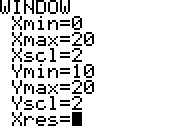 WINDOW
Xmin=0
Xmax=20
Xscl=2
Ymin=10
Ymax=20
Yscl=2
Xres=